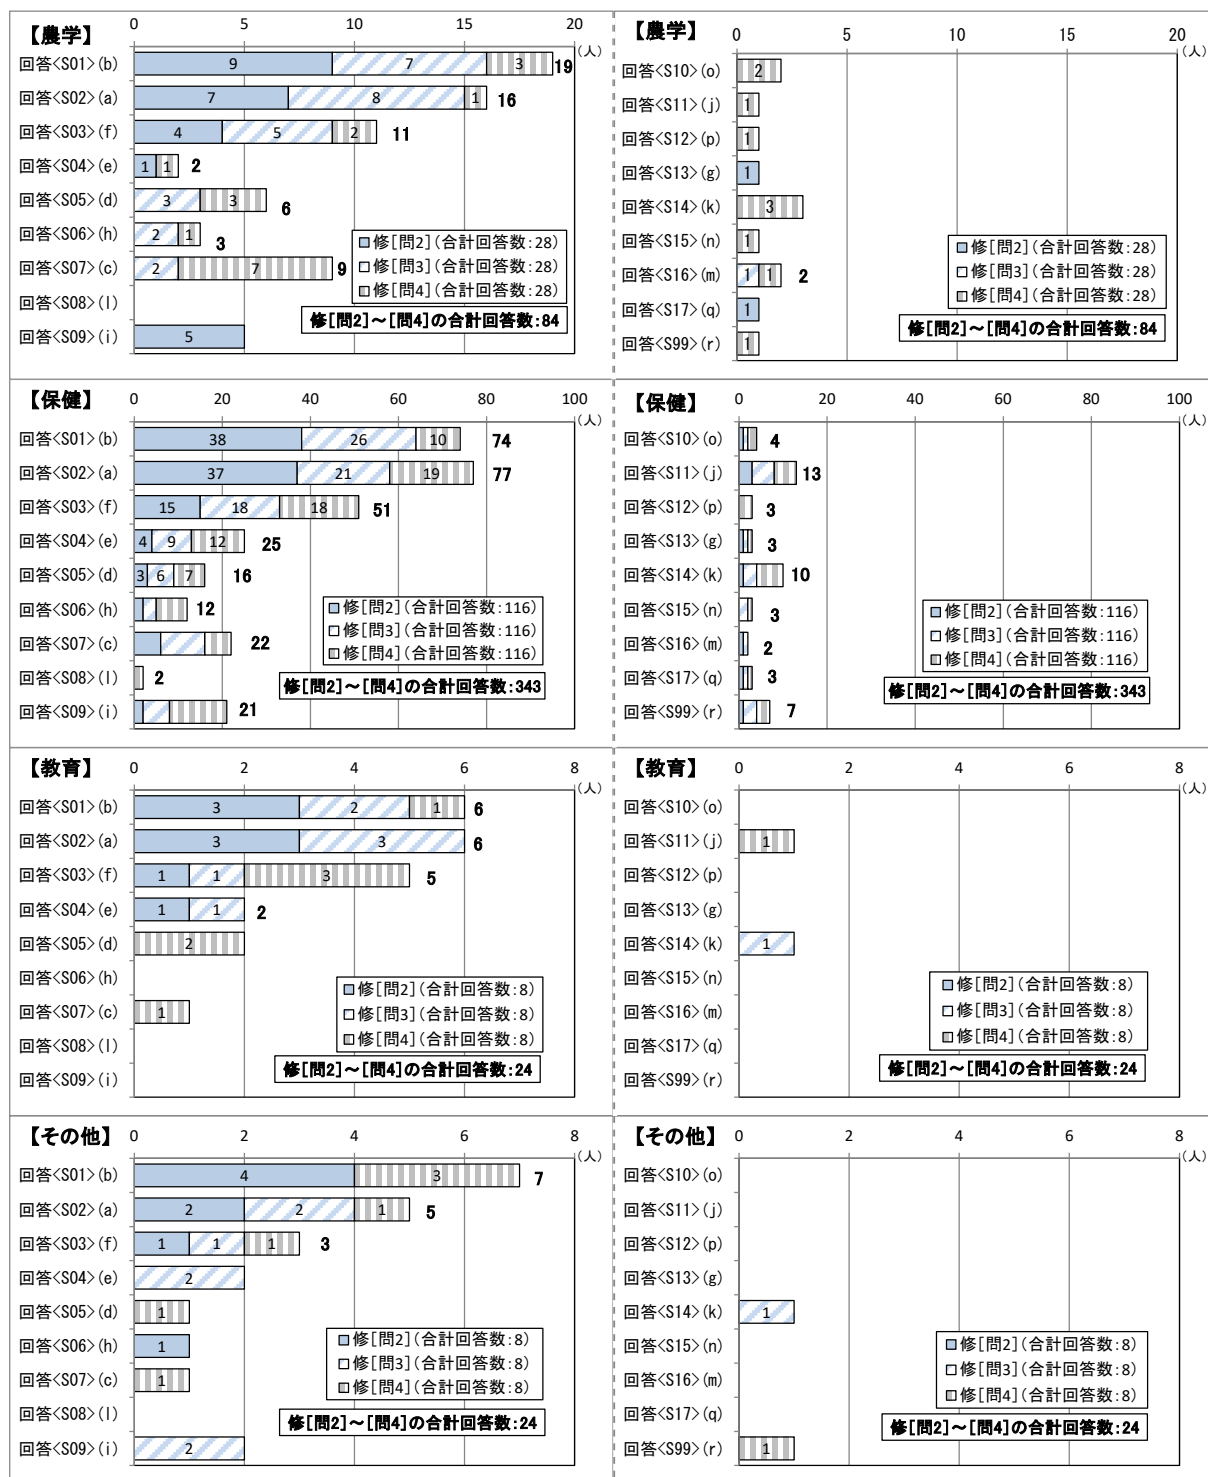 【農学】
0 5 10 15 20
(人)
回答<S01>(b) 9 7 3 19
回答<S02>(a) 7 8 1 16
回答<S03>(f) 4 5 2 11
回答<S04>(e) 1 1 2
回答<S05>(d) 3 3 6
回答<S06>(h) 2 1 3
回答<S07>(c) 2 7 9
回答<S08>(l)
回答<S09>(i) 5
修[問2](合計回答数:28)
修[問3](合計回答数:28)
修[問4](合計回答数:28)
修[問2]～[問4]の合計回答数:84
【農学】
0 5 10 15 20
(人)
回答<S10>(o) 2
回答<S11>(j) 1
回答<S12>(p) 1
回答<S13>(g) 1
回答<S14>(k) 3
回答<S15>(n) 1
回答<S16>(m) 1 1 2
回答<S17>(q) 1
回答<S99>(r) 1
修[問2](合計回答数:28)
修[問3](合計回答数:28)
修[問4](合計回答数:28)
修[問2]～[問4]の合計回答数:84
【保健】
0 20 40 60 80 100
(人)
回答<S01>(b) 38 26 10 74
回答<S02>(a) 37 21 19 77
回答<S03>(f) 15 18 18 51
回答<S04>(e) 4 9 12 25
回答<S05>(d) 3 6 7 16
回答<S06>(h) 12
回答<S07>(c) 22
回答<S08>(l) 2
回答<S09>(i) 21
修[問2](合計回答数:116)
修[問3](合計回答数:116)
修[問4](合計回答数:116)
修[問2]～[問4]の合計回答数:343
【保健】
0 20 40 60 80 100
(人)
回答<S10>(o) 4
回答<S11>(j) 13
回答<S12>(p) 3
回答<S13>(g) 3
回答<S14>(k) 10
回答<S15>(n) 3
回答<S16>(m) 2
回答<S17>(q) 3
回答<S99>(r) 7
修[問2](合計回答数:116)
修[問3](合計回答数:116)
修[問4](合計回答数:116)
修[問2]～[問4]の合計回答数:343
【教育】
0 2 4 6 8
(人)
回答<S01>(b) 3 2 1 6
回答<S02>(a) 3 3 6
回答<S03>(f) 1 1 3 5
回答<S04>(e) 1 1 2
回答<S05>(d) 2
回答<S06>(h)
回答<S07>(c) 1
回答<S08>(l)
回答<S09>(i)
修[問2](合計回答数:8)
修[問3](合計回答数:8)
修[問4](合計回答数:8)
修[問2]～[問4]の合計回答数:24
【教育】
0 2 4 6 8
(人)
回答<S10>(o)
回答<S11>(j) 1
回答<S12>(p)
回答<S13>(g)
回答<S14>(k) 1
回答<S15>(n)
回答<S16>(m)
回答<S17>(q)
回答<S99>(r)
修[問2](合計回答数:8)
修[問3](合計回答数:8)
修[問4](合計回答数:8)
修[問2]～[問4]の合計回答数:24
【その他】
0 2 4 6 8
(人)
回答<S01>(b) 4 3 7
回答<S02>(a) 2 2 1 5
回答<S03>(f) 1 1 1 3
回答<S04>(e) 2
回答<S05>(d) 1
回答<S06>(h) 1
回答<S07>(c) 1
回答<S08>(l)
回答<S09>(i) 2
修[問2](合計回答数:8)
修[問3](合計回答数:8)
修[問4](合計回答数:8)
修[問2]～[問4]の合計回答数:24
【その他】
0 2 4 6 8
(人)
回答<S10>(o)
回答<S11>(j)
回答<S12>(p)
回答<S13>(g)
回答<S14>(k) 1
回答<S15>(n)
回答<S16>(m)
回答<S17>(q)
回答<S99>(r) 1
修[問2](合計回答数:8)
修[問3](合計回答数:8)
修[問4](合計回答数:8)
修[問2]～[問4]の合計回答数:24